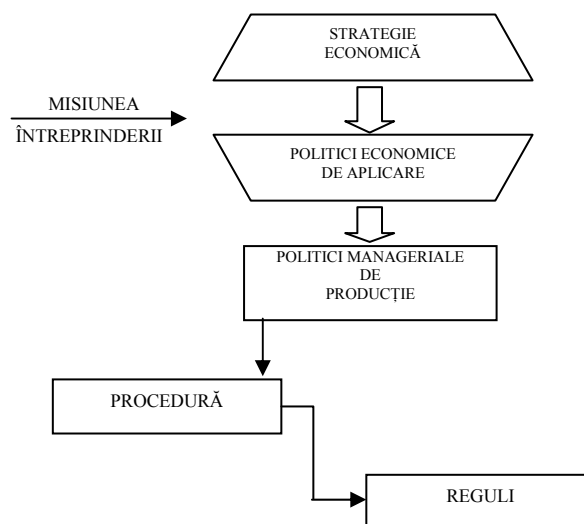 STRATEGIE
ECONOMICĂ
MISIUNEA
ÎNTREPRINDERII
POLITICI ECONOMICE
DE APLICARE
POLITICI MANAGERIALE
DE
PRODUCȚIE
PROCEDURĂ
REGULI